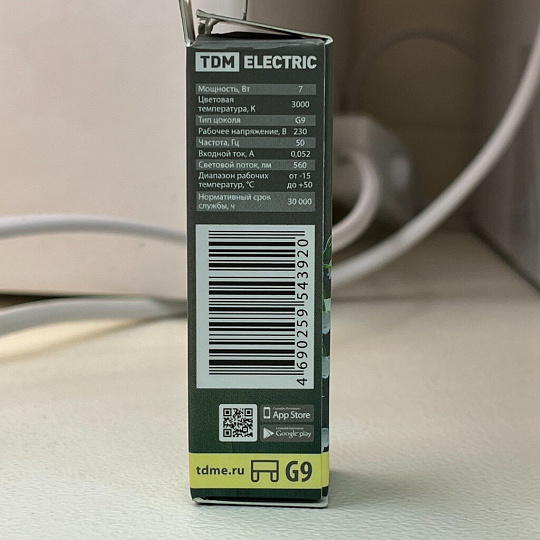 TDM ELECTRIC
Мощность, Вт 7
Цветовая
температура, К 3000
Тип цоколя G9
Рабочее напряжение, В 230
Частота, Гц 50
Входной ток, А 0,052
Световой поток, лм 560
Диапазон рабочих от -15
температур, °С до +50
Нормативный срок
службы, ч 30 000
4 690259 543920
App Store
Google play
tdme.ru G9